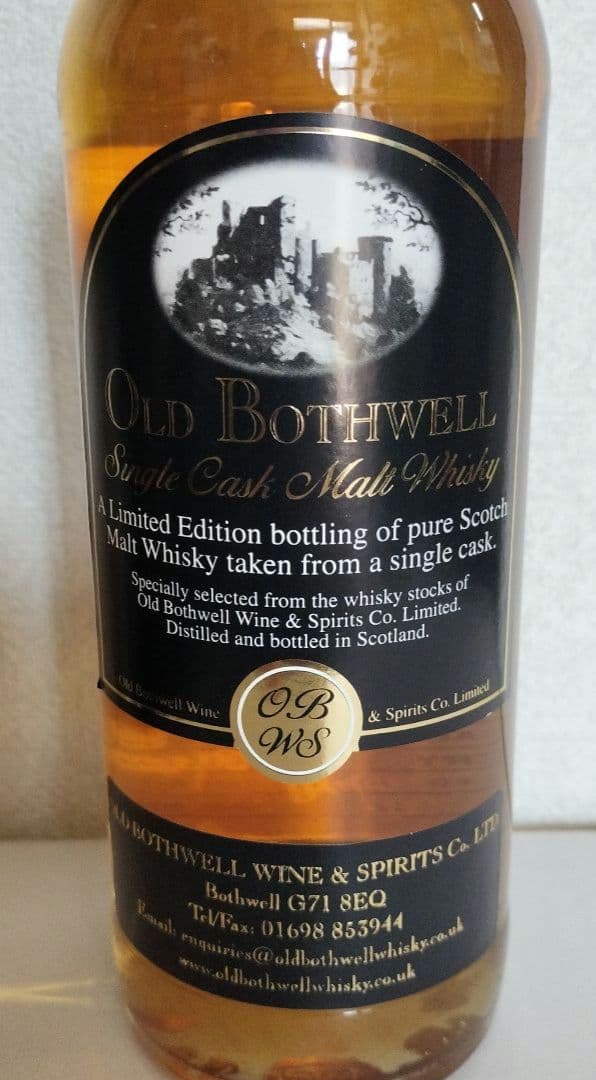 OLD BOTHWELL
Single Cask Malt Whisky
A Limited Edition bottling of pure Scotch
Malt Whisky taken from a single cask.
Specially selected from the whisky stocks of
Old Bothwell Wine & Spirits Co. Limited.
Distilled and bottled in Scotland.
Old Bothwell Wine
OB
WS
& Spirits Co. Limited
OLD BOTHWELL WINE & SPIRITS Co. LTD
Bothwell G71 8EQ
Tel/Fax: 01698 853944
Email: enquiries@oldbothwellwhisky.co.uk
www.oldbothwellwhisky.co.uk